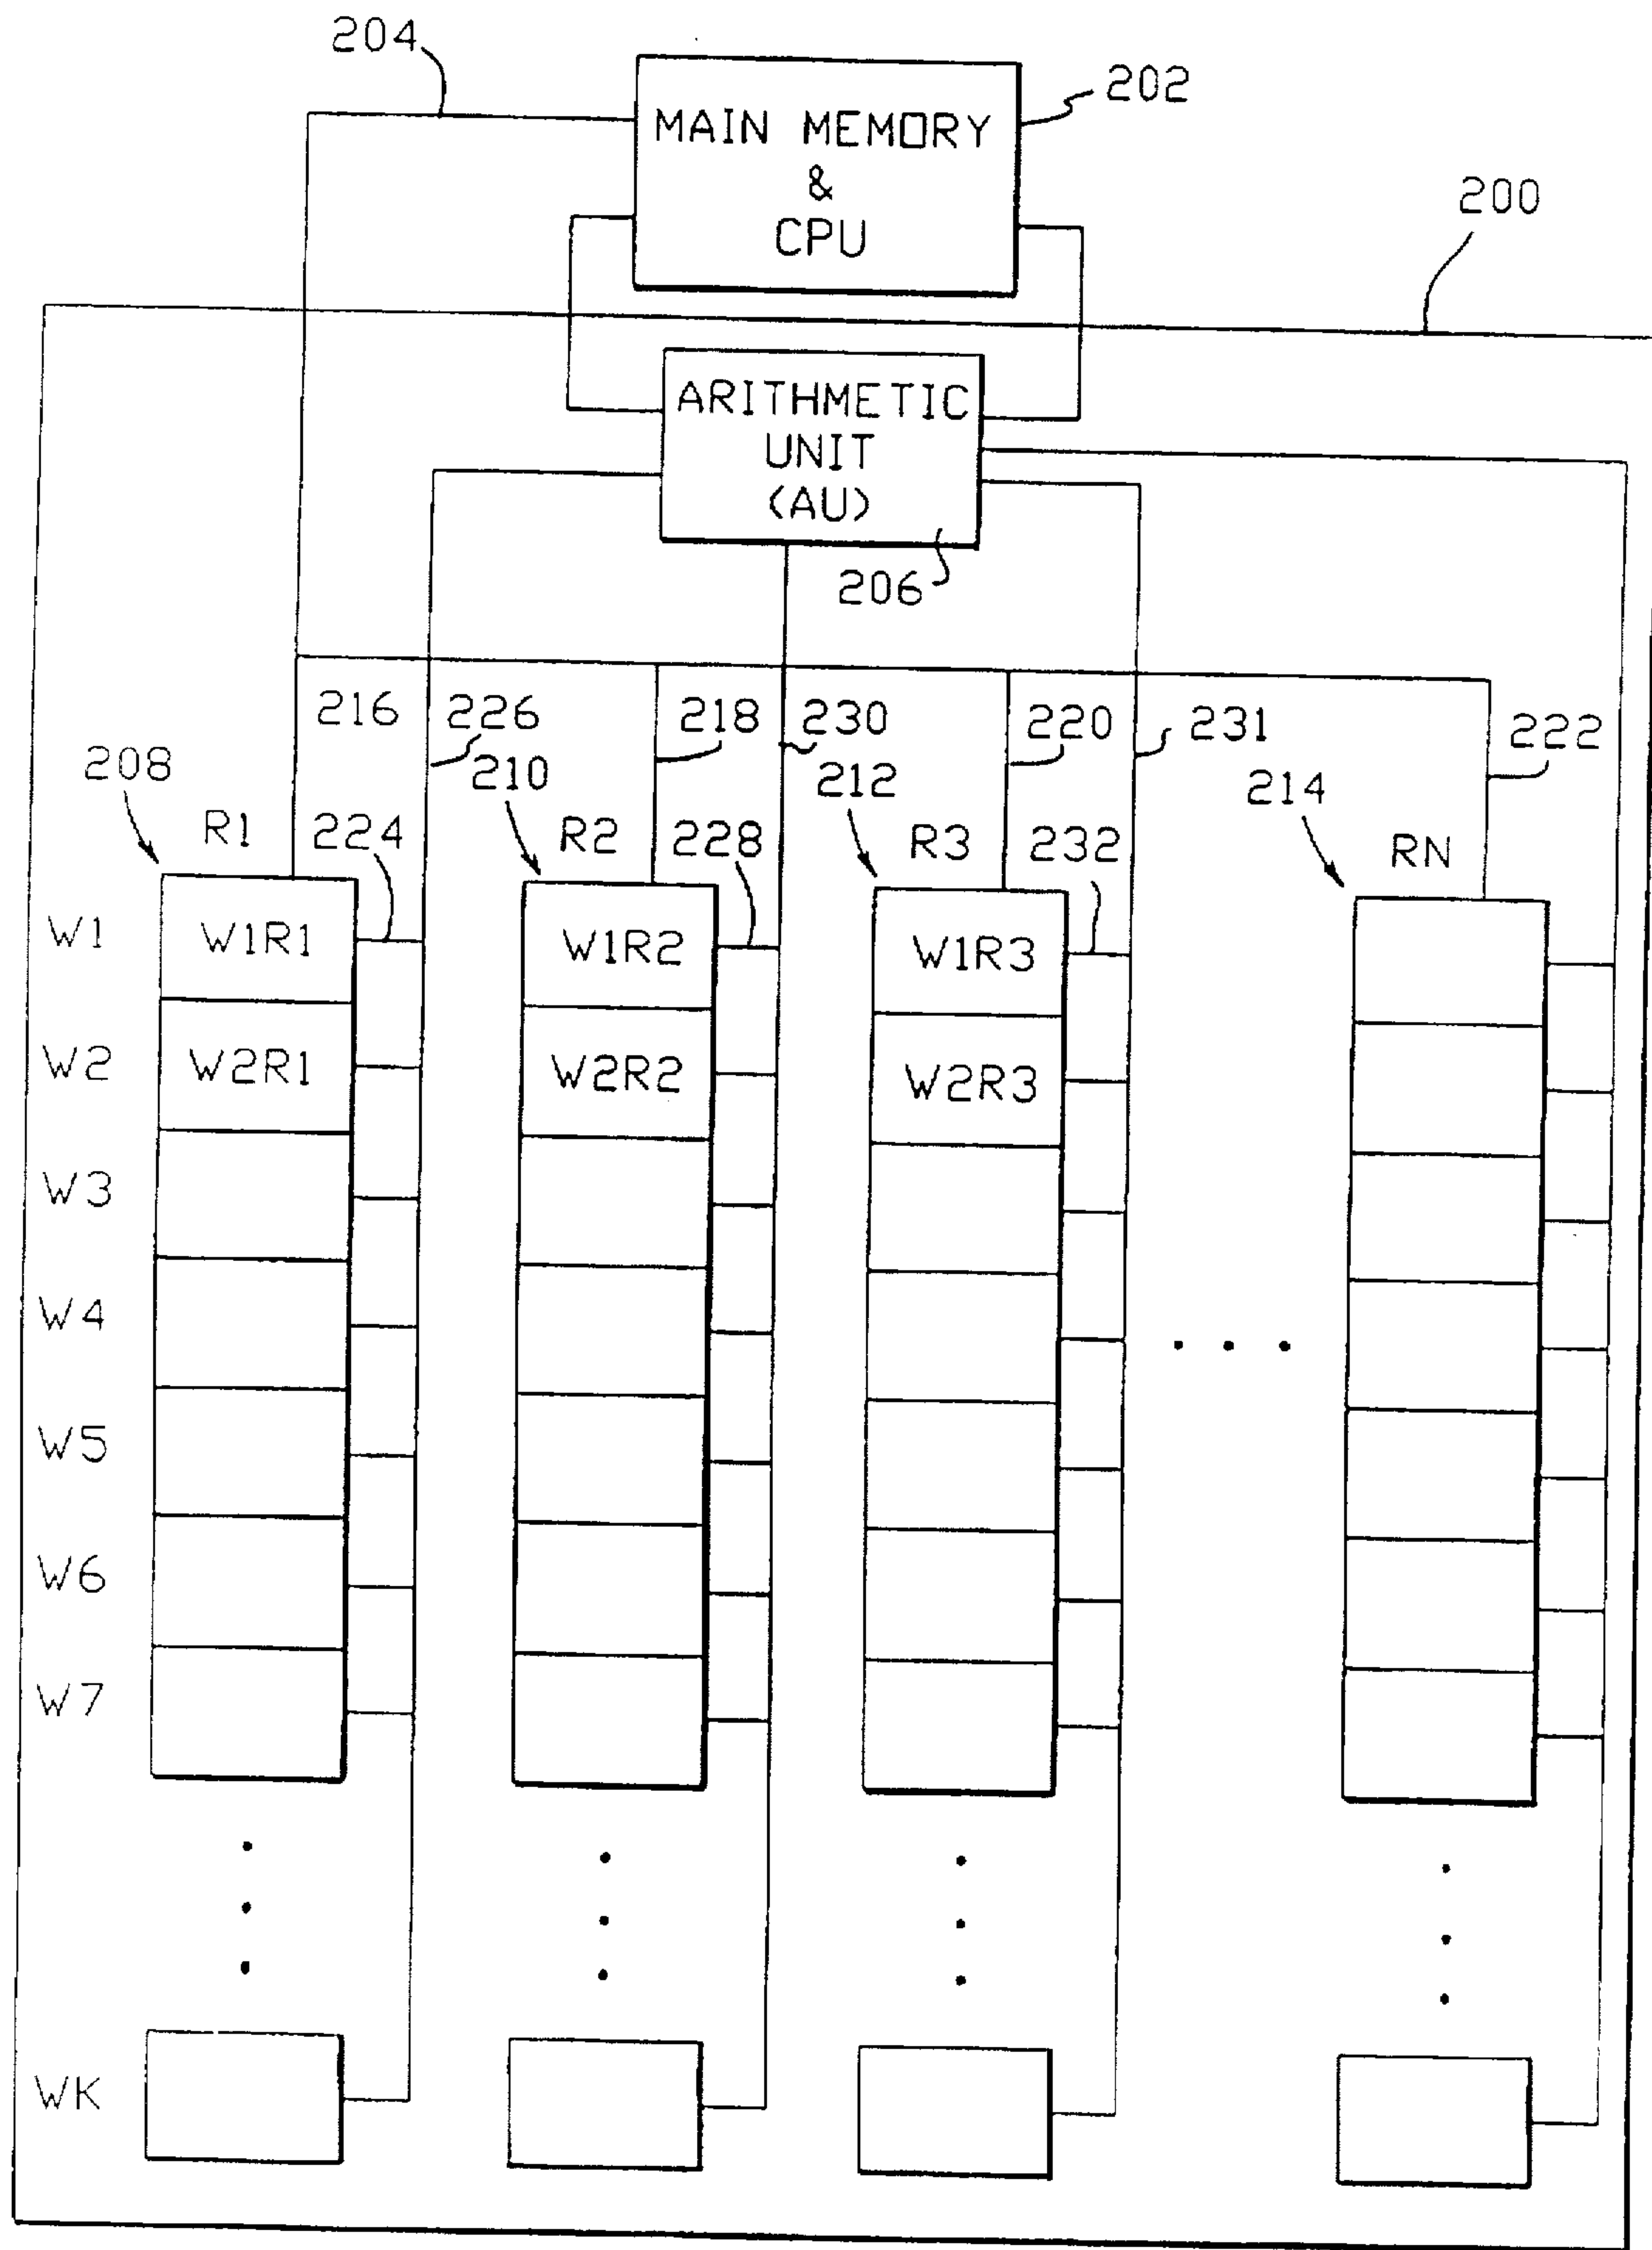 204
MAIN MEMORY
&
CPU
202
200
ARITHMETIC
UNIT
(AU)
206
216
226
218
230
220
231
222
208
210
212
214
R1
224
R2
228
R3
232
RN
W1
W1R1
W1R2
W1R3
W2
W2R1
W2R2
W2R3
W3
W4
W5
W6
W7
WK